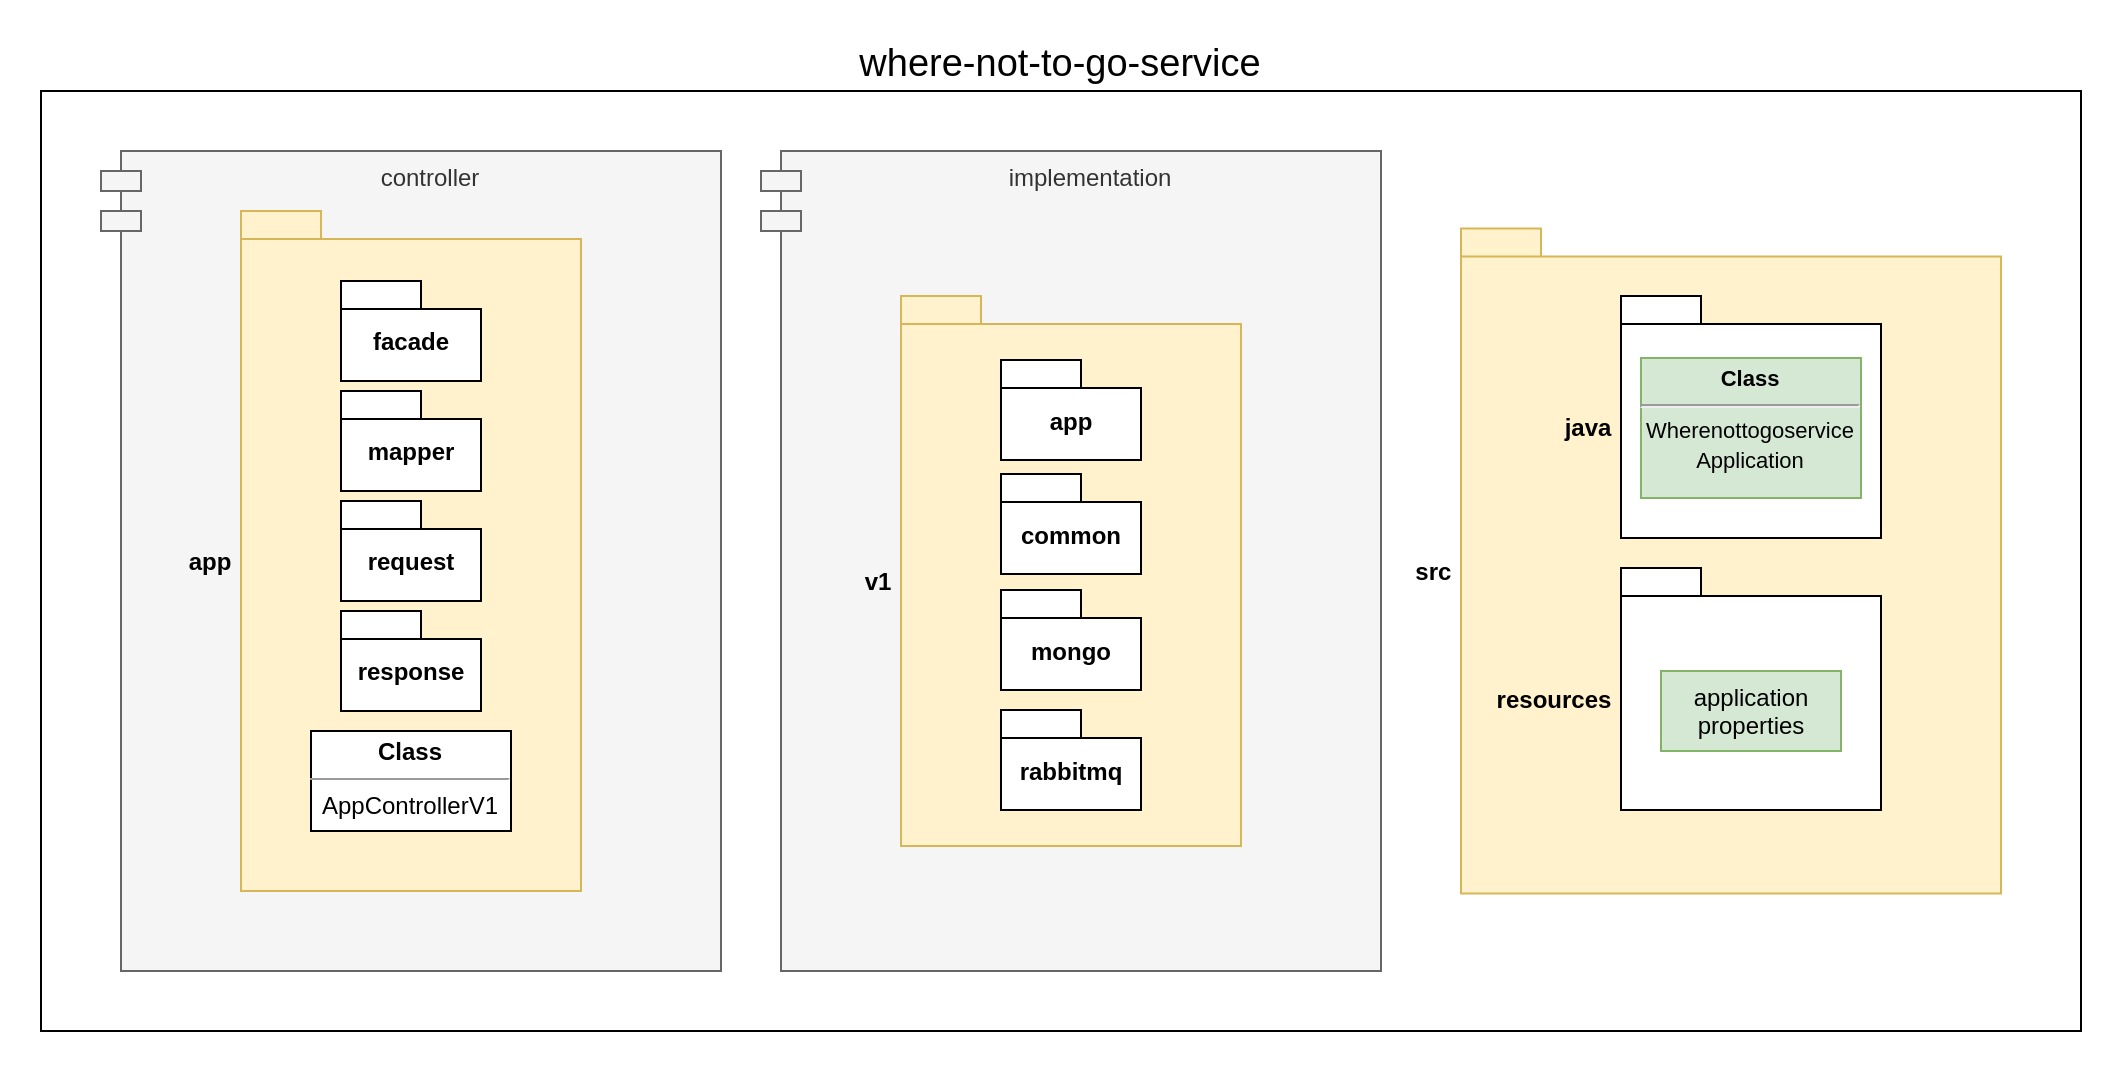 where-not-to-go-service
controller
app
facade
mapper
request
response
Class
AppControllerV1
implementation
v1
app
common
mongo
rabbitmq
src
java
Class
Wherenottogoservice
Application
resources
application
properties